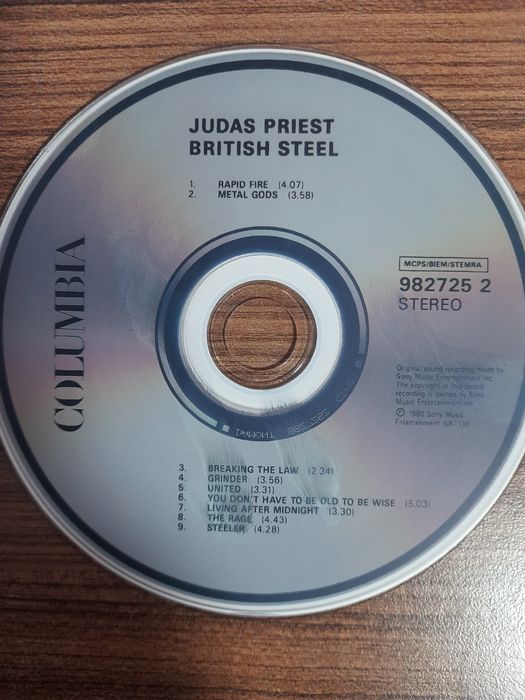 JUDAS PRIEST
BRITISH STEEL
1. RAPID FIRE (4.07)
2. METAL GODS (3.58)
COLUMBIA
MCPS/BIEM/STEMRA
982725 2
STEREO
Original sound recording made by
Sony Music Entertainment Inc.
The copyright in this sound
recording is owned by Sony
Music Entertainment Inc.
℗ 1980 Sony Music
Entertainment (UK) Ltd.
3. BREAKING THE LAW (2.34)
4. GRINDER (3.56)
5. UNITED (3.31)
6. YOU DON'T HAVE TO BE OLD TO BE WISE (5.03)
7. LIVING AFTER MIDNIGHT (3.30)
8. THE RAGE (4.43)
9. STEELER (4.28)